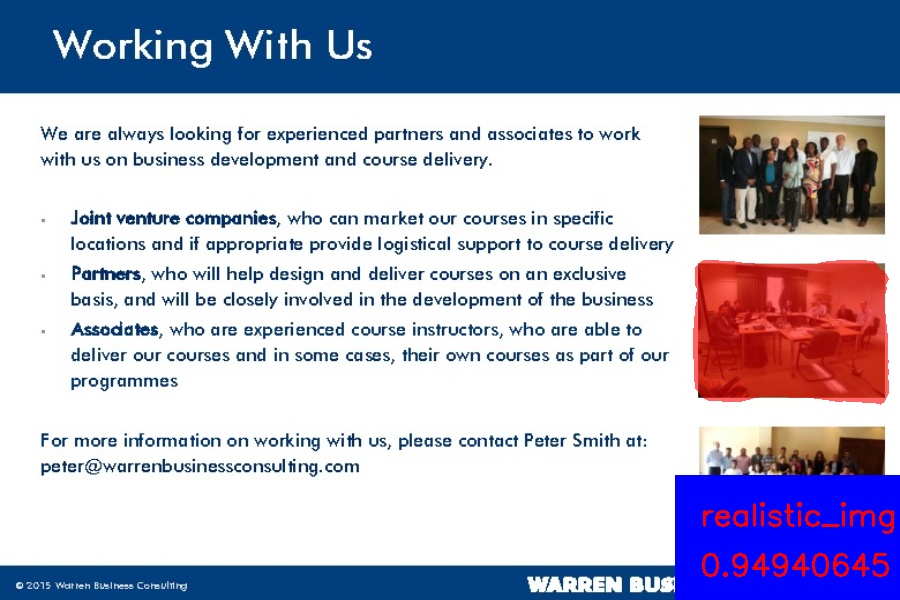 Working With Us
We are always looking for experienced partners and associates to work
with us on business development and course delivery.
Joint venture companies, who can market our courses in specific
locations and if appropriate provide logistical support to course delivery
Partners, who will help design and deliver courses on an exclusive
basis, and will be closely involved in the development of the business
Associates, who are experienced course instructors, who are able to
deliver our courses and in some cases, their own courses as part of our
programmes
For more information on working with us, please contact Peter Smith at:
peter@warrenbusinessconsulting.com
realistic_img
0.94940645
© 2015 Warren Business Consulting
WARREN BUS